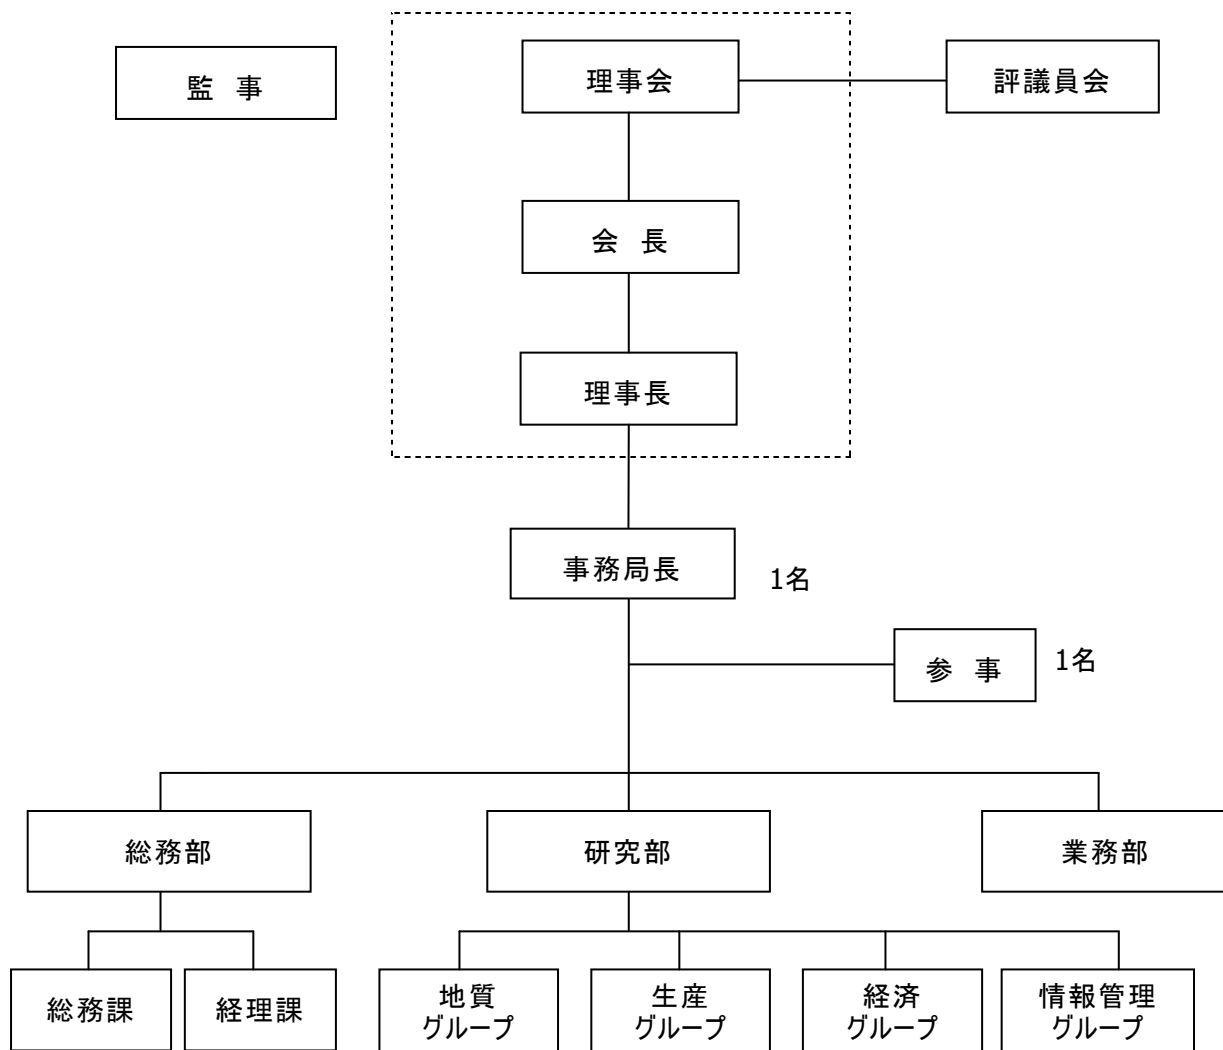 監　事
理事会
評議員会
会　長
理事長
事務局長
1名
参　事
1名
総務部
研究部
業務部
総務課
経理課
地質
グループ
生産
グループ
経済
グループ
情報管理
グループ